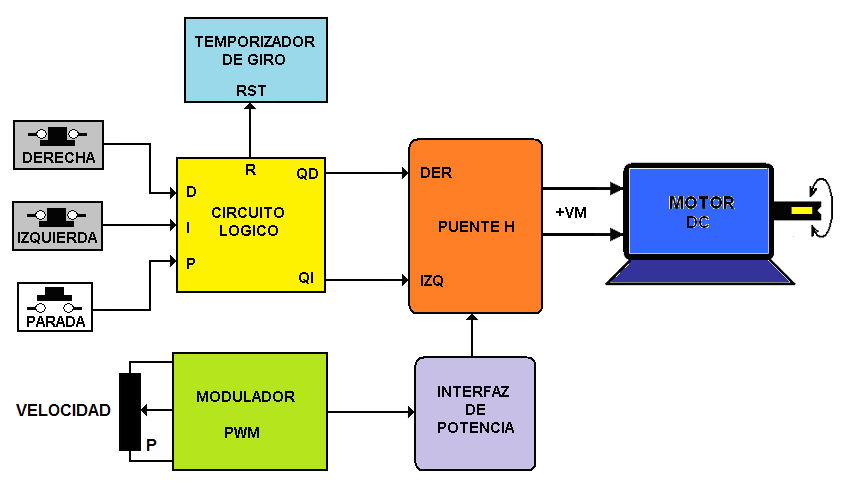 TEMPORIZADOR
DE GIRO
RST
DERECHA
IZQUIERDA
PARADA
R
D
I
P
QD
QI
CIRCUITO
LOGICO
DER
IZQ
PUENTE H
+VM
MOTOR
DC
VELOCIDAD
P
MODULADOR
PWM
INTERFAZ
DE
POTENCIA